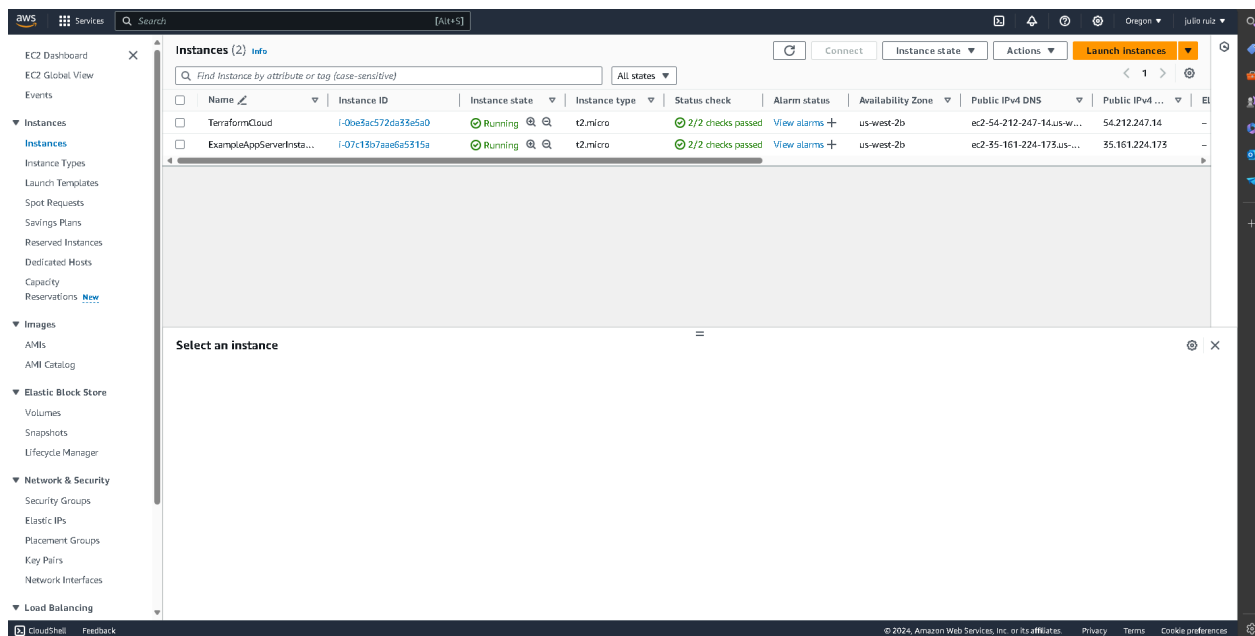 aws Services Search [Alt+S] Oregon ▼ julio ruiz ▼
EC2 Dashboard
EC2 Global View
Events
Instances
Instances
Instance Types
Launch Templates
Spot Requests
Savings Plans
Reserved Instances
Dedicated Hosts
Capacity
Reservations New
Images
AMIs
AMI Catalog
Elastic Block Store
Volumes
Snapshots
Lifecycle Manager
Network & Security
Security Groups
Elastic IPs
Placement Groups
Key Pairs
Network Interfaces
Load Balancing
Instances (2) Info Connect Instance state ▼ Actions ▼ Launch instances ▼
Find Instance by attribute or tag (case-sensitive) All states ▼ 1
Name Instance ID Instance state Instance type Status check Alarm status Availability Zone Public IPv4 DNS Public IPv4 ... El
TerraformCloud i-0be3ac572da33e5a0 Running t2.micro 2/2 checks passed View alarms + us-west-2b ec2-54-212-247-14.us-w... 54.212.247.14 –
ExampleAppServerInsta... i-07c13b7aae6a5315a Running t2.micro 2/2 checks passed View alarms + us-west-2b ec2-35-161-224-173.us-... 35.161.224.173 –
Select an instance
CloudShell Feedback © 2024, Amazon Web Services, Inc. or its affiliates. Privacy Terms Cookie preferences